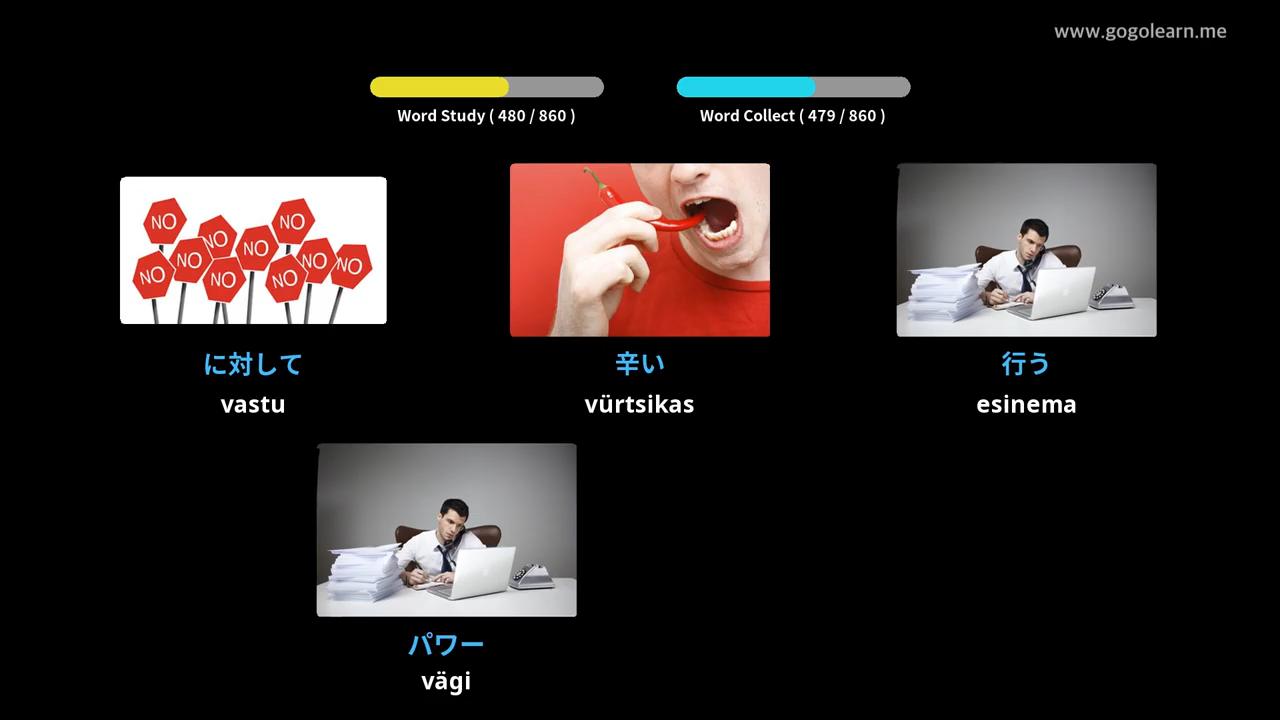 www.gogolearn.me
Word Study ( 480 / 860 )
Word Collect ( 479 / 860 )
NO
NO
NO
NO
NO
NO
NO
NO
NO
NO
に対して
vastu
辛い
vürtsikas
行う
esinema
パワー
vägi